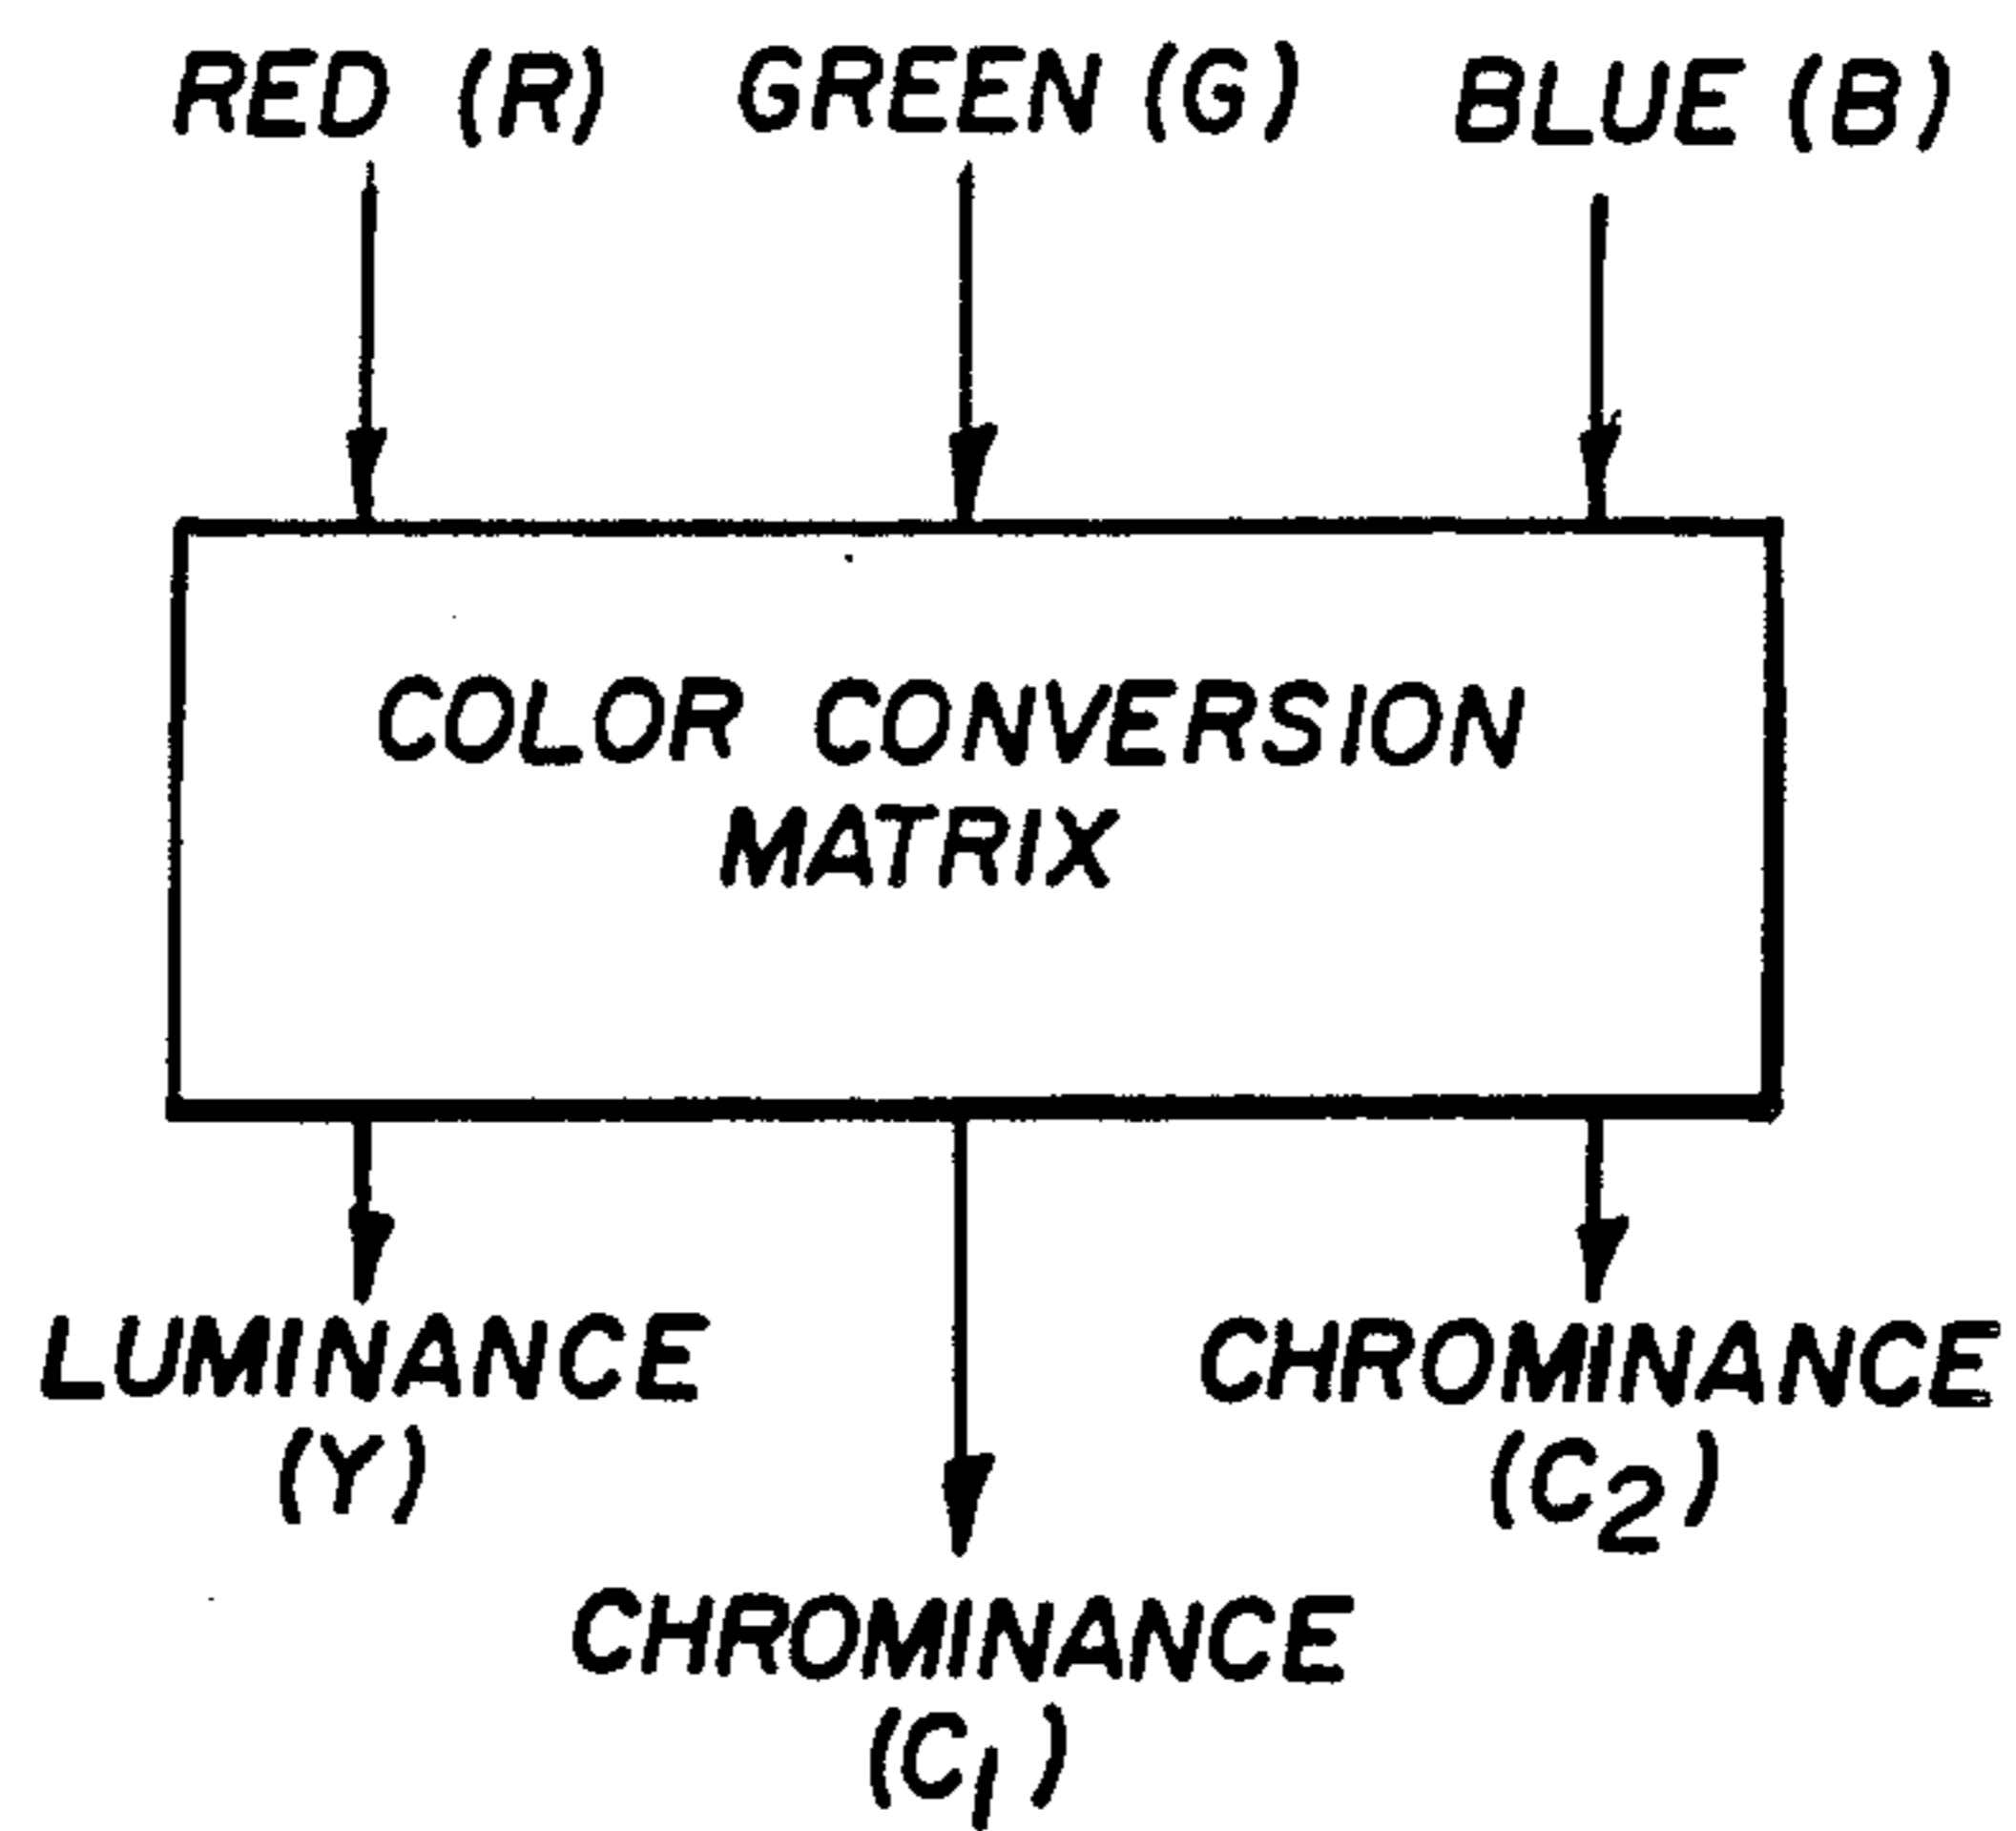 RED (R) GREEN (G) BLUE (B)
COLOR CONVERSION
MATRIX
LUMINANCE
(Y)
CHROMINANCE
(C2)
CHROMINANCE
(C1)